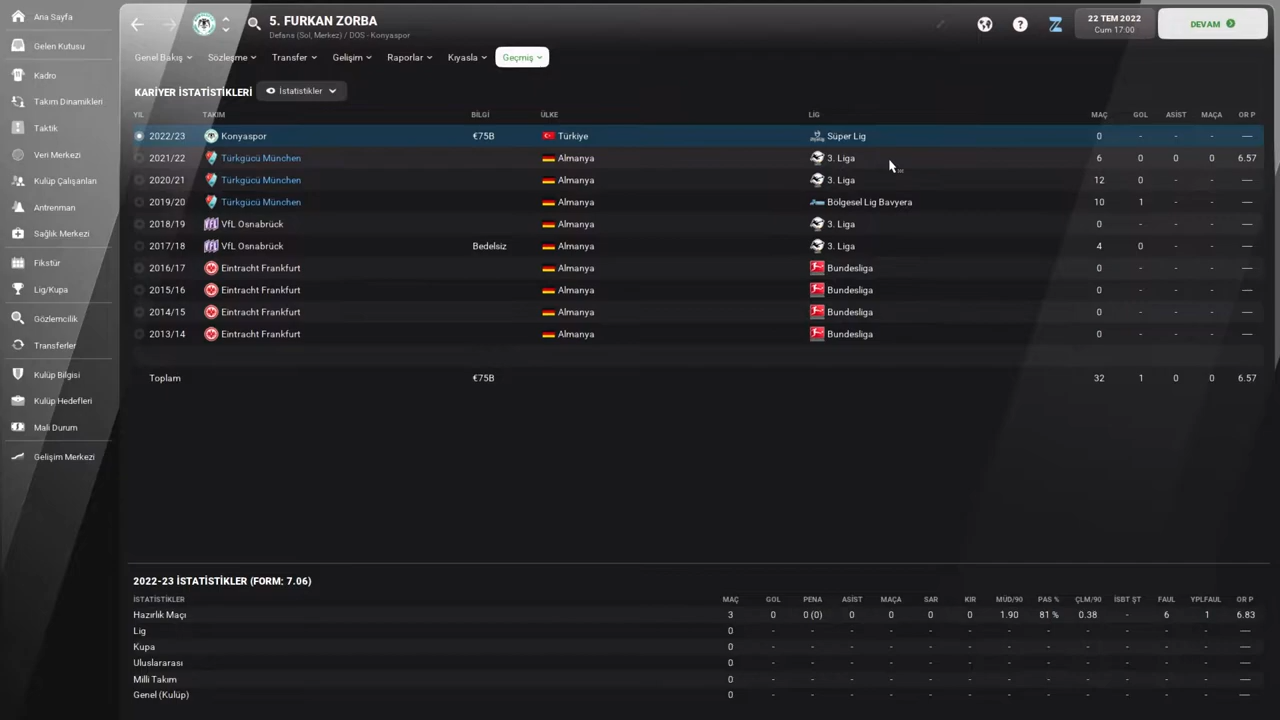 5. FURKAN ZORBA
Defans (Sol, Merkez) / DOS - Konyaspor
22 TEM 2022
Cum 17:00
DEVAM
Ana Sayfa
Gelen Kutusu
Kadro
Takım Dinamikleri
Taktik
Veri Merkezi
Kulüp Çalışanları
Antrenman
Sağlık Merkezi
Fikstür
Lig/Kupa
Gözlemcilik
Transferler
Kulüp Bilgisi
Kulüp Hedefleri
Mali Durum
Gelişim Merkezi
Genel Bakış Sözleşme Transfer Gelişim Raporlar Kıyasla Geçmiş
KARİYER İSTATİSTİKLERİ İstatistikler
YIL TAKIM BİLGİ ÜLKE LİG MAÇ GOL ASİST MAÇA OR P
2022/23 Konyaspor €75B Türkiye Süper Lig 0 - - - —
2021/22 Türkgücü München Almanya 3. Liga 6 0 0 0 6.57
2020/21 Türkgücü München Almanya 3. Liga 12 0 - - —
2019/20 Türkgücü München Almanya Bölgesel Lig Bavyera 10 1 - - —
2018/19 VfL Osnabrück Almanya 3. Liga 0 - - - —
2017/18 VfL Osnabrück Bedelsiz Almanya 3. Liga 4 0 - - —
2016/17 Eintracht Frankfurt Almanya Bundesliga 0 - - - —
2015/16 Eintracht Frankfurt Almanya Bundesliga 0 - - - —
2014/15 Eintracht Frankfurt Almanya Bundesliga 0 - - - —
2013/14 Eintracht Frankfurt Almanya Bundesliga 0 - - - —
Toplam €75B 32 1 0 0 6.57
2022-23 İSTATİSTİKLER (FORM: 7.06)
İSTATİSTİKLER MAÇ GOL PENA ASİST MAÇA SAR KIR MÜD/90 PAS % ÇLM/90 İSBT ŞT FAUL YPLFAUL OR P
Hazırlık Maçı 3 0 0 (0) 0 0 0 0 1.90 81 % 0.38 - 6 1 6.83
Lig 0 - - - - - - - - - - - - —
Kupa 0 - - - - - - - - - - - - —
Uluslararası 0 - - - - - - - - - - - - —
Milli Takım 0 - - - - - - - - - - - - —
Genel (Kulüp) 0 - - - - - - - - - - - - —